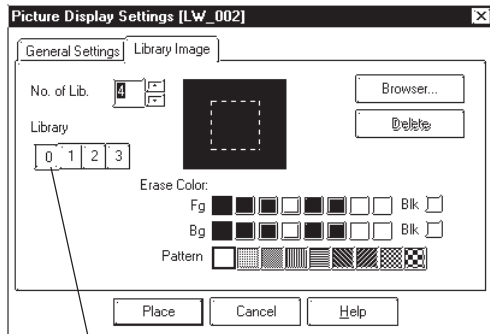 Picture Display Settings [LW_002]
General Settings Library Image
No. of Lib. 4
Browser...
Library
Delete
0 1 2 3
Erase Color:
Fg Blk
Bg Blk
Pattern
Place Cancel Help